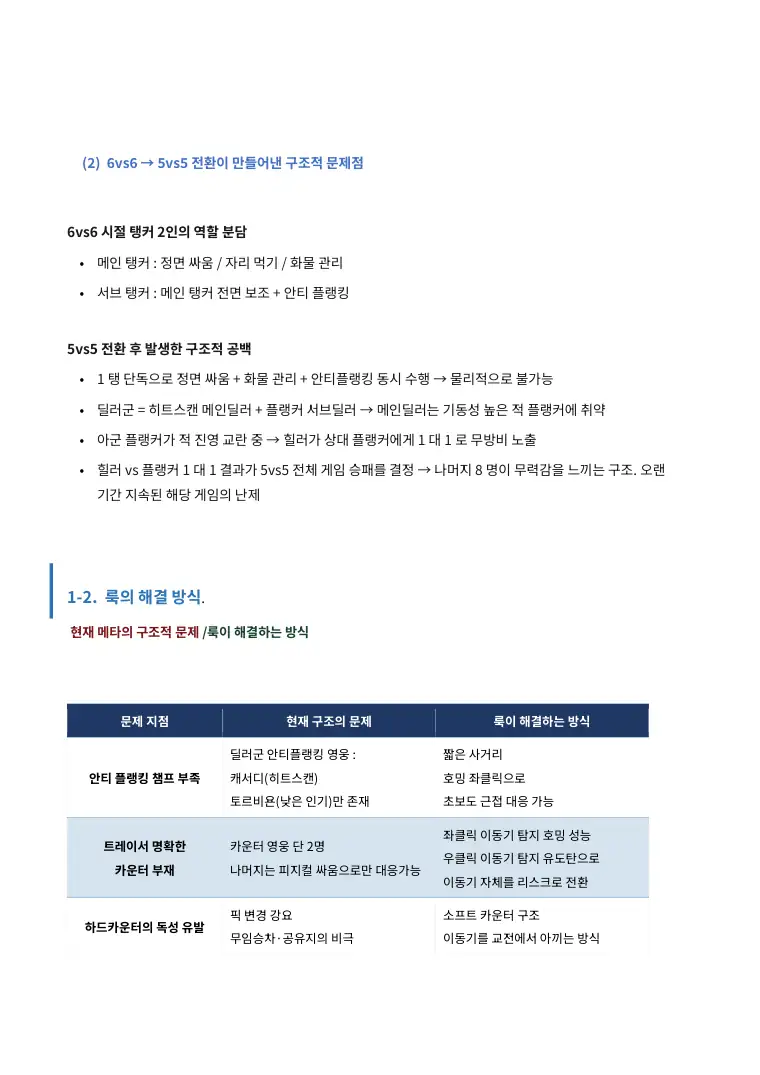 (2) 6vs6 → 5vs5 전환이 만들어낸 구조적 문제점
6vs6 시절 탱커 2인의 역할 분담
• 메인 탱커 : 정면 싸움 / 자리 먹기 / 화물 관리
• 서브 탱커 : 메인 탱커 전면 보조 + 안티 플랭킹
5vs5 전환 후 발생한 구조적 공백
• 1 탱 단독으로 정면 싸움 + 화물 관리 + 안티플랭킹 동시 수행 → 물리적으로 불가능
• 딜러군 = 히트스캔 메인딜러 + 플랭커 서브딜러 → 메인딜러는 기동성 높은 적 플랭커에 취약
• 아군 플랭커가 적 진영 교란 중 → 힐러가 상대 플랭커에게 1 대 1 로 무방비 노출
• 힐러 vs 플랭커 1 대 1 결과가 5vs5 전체 게임 승패를 결정 → 나머지 8 명이 무력감을 느끼는 구조. 오랜
기간 지속된 해당 게임의 난제
1-2. 룩의 해결 방식.
현재 메타의 구조적 문제 /룩이 해결하는 방식
문제 지점 현재 구조의 문제 룩이 해결하는 방식
안티 플랭킹 챔프 부족
딜러군 안티플랭킹 영웅 :
캐서디(히트스캔)
토르비욘(낮은 인기)만 존재
짧은 사거리
호밍 좌클릭으로
초보도 근접 대응 가능
트레이서 명확한
카운터 부재
카운터 영웅 단 2명
나머지는 피지컬 싸움으로만 대응가능
좌클릭 이동기 탐지 호밍 성능
우클릭 이동기 탐지 유도탄으로
이동기 자체를 리스크로 전환
하드카운터의 독성 유발
픽 변경 강요
무임승차·공유지의 비극
소프트 카운터 구조
이동기를 교전에서 아끼는 방식